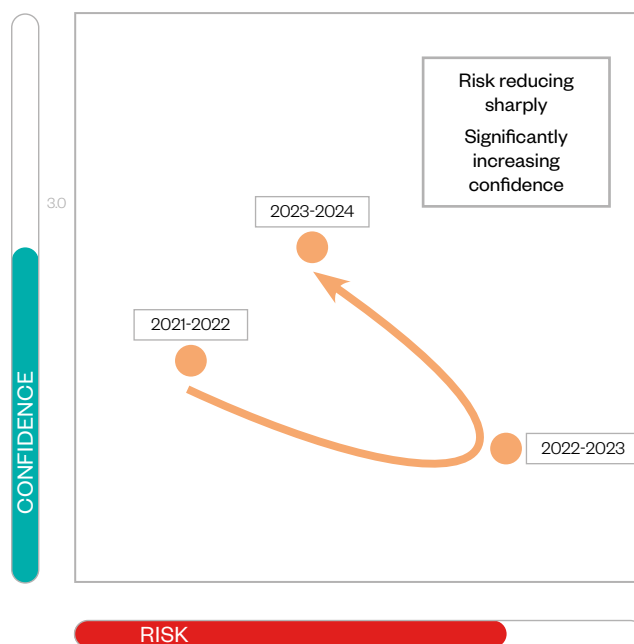 Risk reducing
sharply
Significantly
increasing
confidence
3.0
2023-2024
2021-2022
2022-2023
CONFIDENCE
RISK